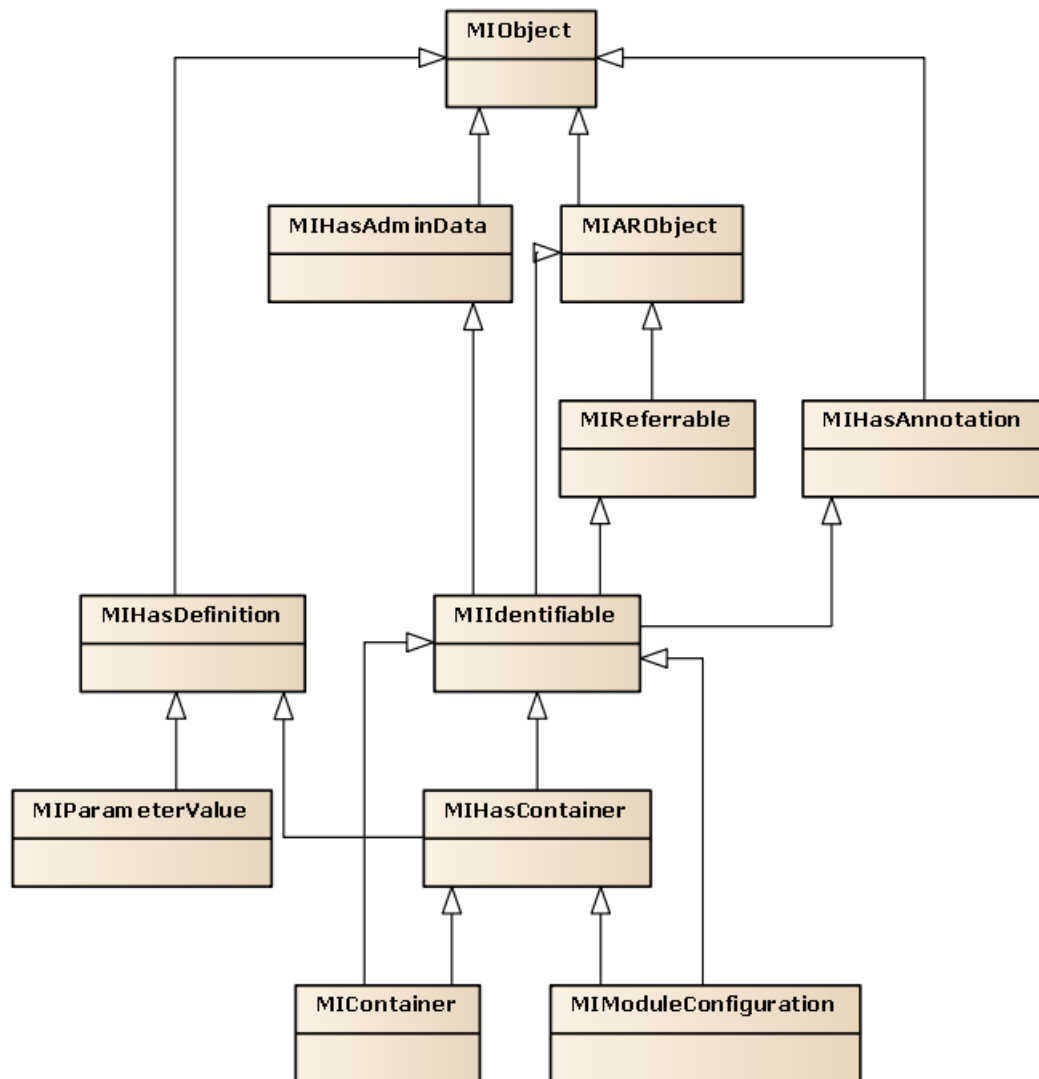 MIObject
MIHasAdminData
MIARObject
MIReferrable
MIHasAnnotation
MIHasDefinition
MIIdentifiable
MIParameterValue
MIHasContainer
MIContainer
MIModuleConfiguration